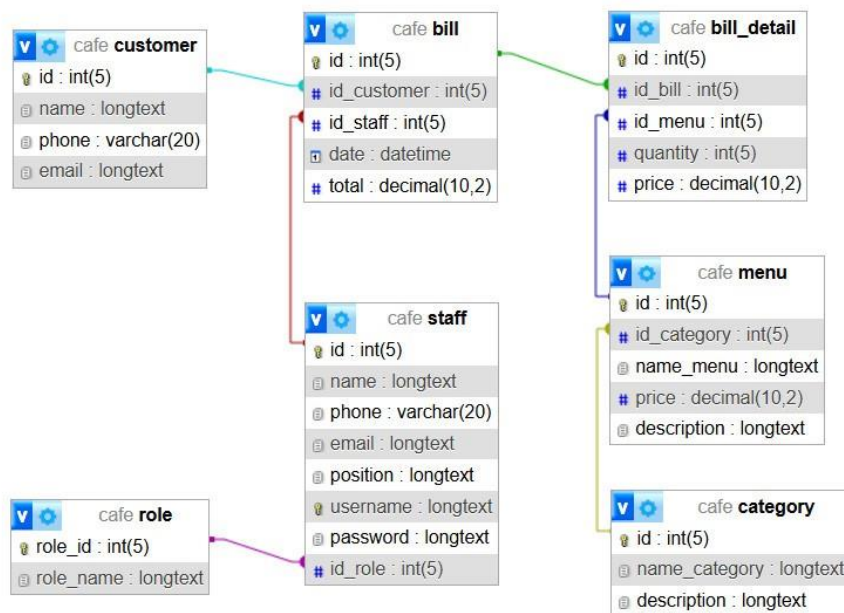 cafe customer
id : int(5)
name : longtext
phone : varchar(20)
email : longtext
cafe bill
id : int(5)
id_customer : int(5)
id_staff : int(5)
date : datetime
total : decimal(10,2)
cafe bill_detail
id : int(5)
id_bill : int(5)
id_menu : int(5)
quantity : int(5)
price : decimal(10,2)
cafe staff
id : int(5)
name : longtext
phone : varchar(20)
email : longtext
position : longtext
username : longtext
password : longtext
id_role : int(5)
cafe menu
id : int(5)
id_category : int(5)
name_menu : longtext
price : decimal(10,2)
description : longtext
cafe role
role_id : int(5)
role_name : longtext
cafe category
id : int(5)
name_category : longtext
description : longtext